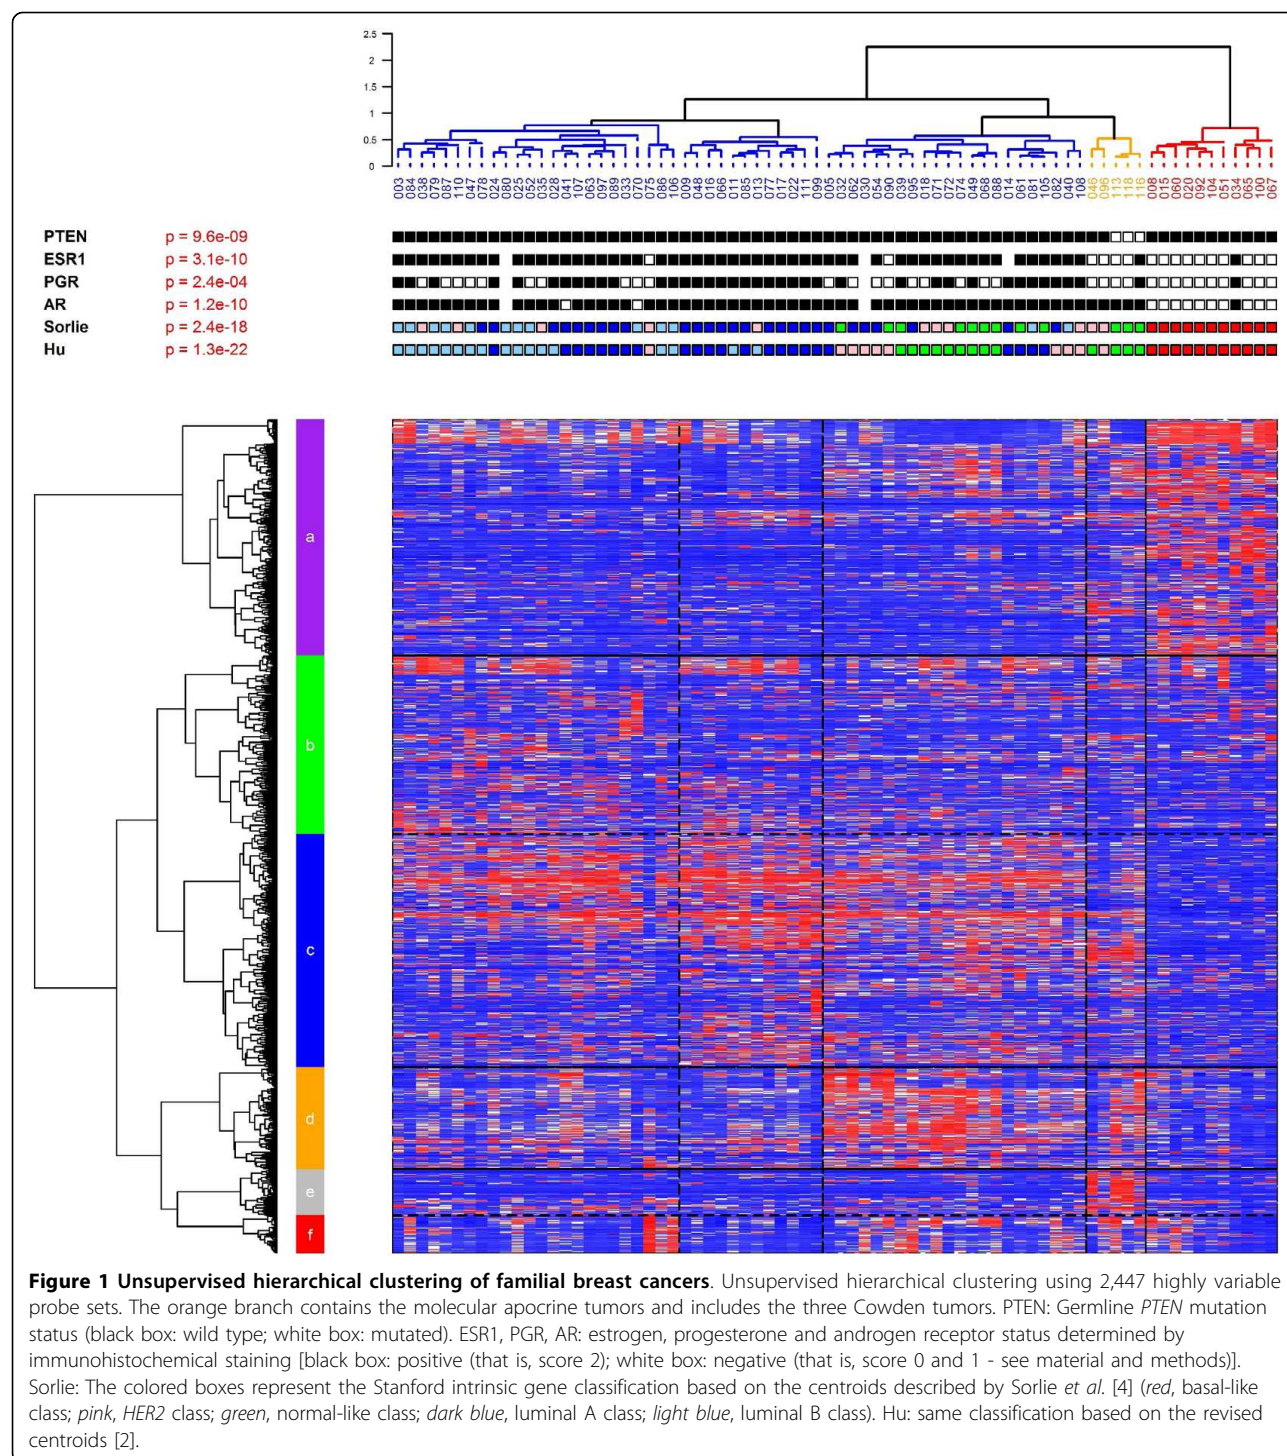 2.5
2
1.5
1
0.5
0
003 084 038 079 087 110 047 078 024 080 025 052 035 028 041 107 063 097 089 033 070 075 086 106 009 048 016 066 011 085 013 077 017 022 111 099 005 032 062 030 054 090 039 095 018 071 072 074 049 068 088 014 061 081 105 082 040 108 046 096 113 118 116 008 015 060 020 092 104 051 034 065 100 067
PTEN p = 9.6e-09
ESR1 p = 3.1e-10
PGR p = 2.4e-04
AR p = 1.2e-10
Sorlie p = 2.4e-18
Hu p = 1.3e-22
a
b
c
d
e
f
Figure 1 Unsupervised hierarchical clustering of familial breast cancers. Unsupervised hierarchical clustering using 2,447 highly variable
probe sets. The orange branch contains the molecular apocrine tumors and includes the three Cowden tumors. PTEN: Germline PTEN mutation
status (black box: wild type; white box: mutated). ESR1, PGR, AR: estrogen, progesterone and androgen receptor status determined by
immunohistochemical staining [black box: positive (that is, score 2); white box: negative (that is, score 0 and 1 - see material and methods)].
Sorlie: The colored boxes represent the Stanford intrinsic gene classification based on the centroids described by Sorlie et al. [4] (red, basal-like
class; pink, HER2 class; green, normal-like class; dark blue, luminal A class; light blue, luminal B class). Hu: same classification based on the revised
centroids [2].